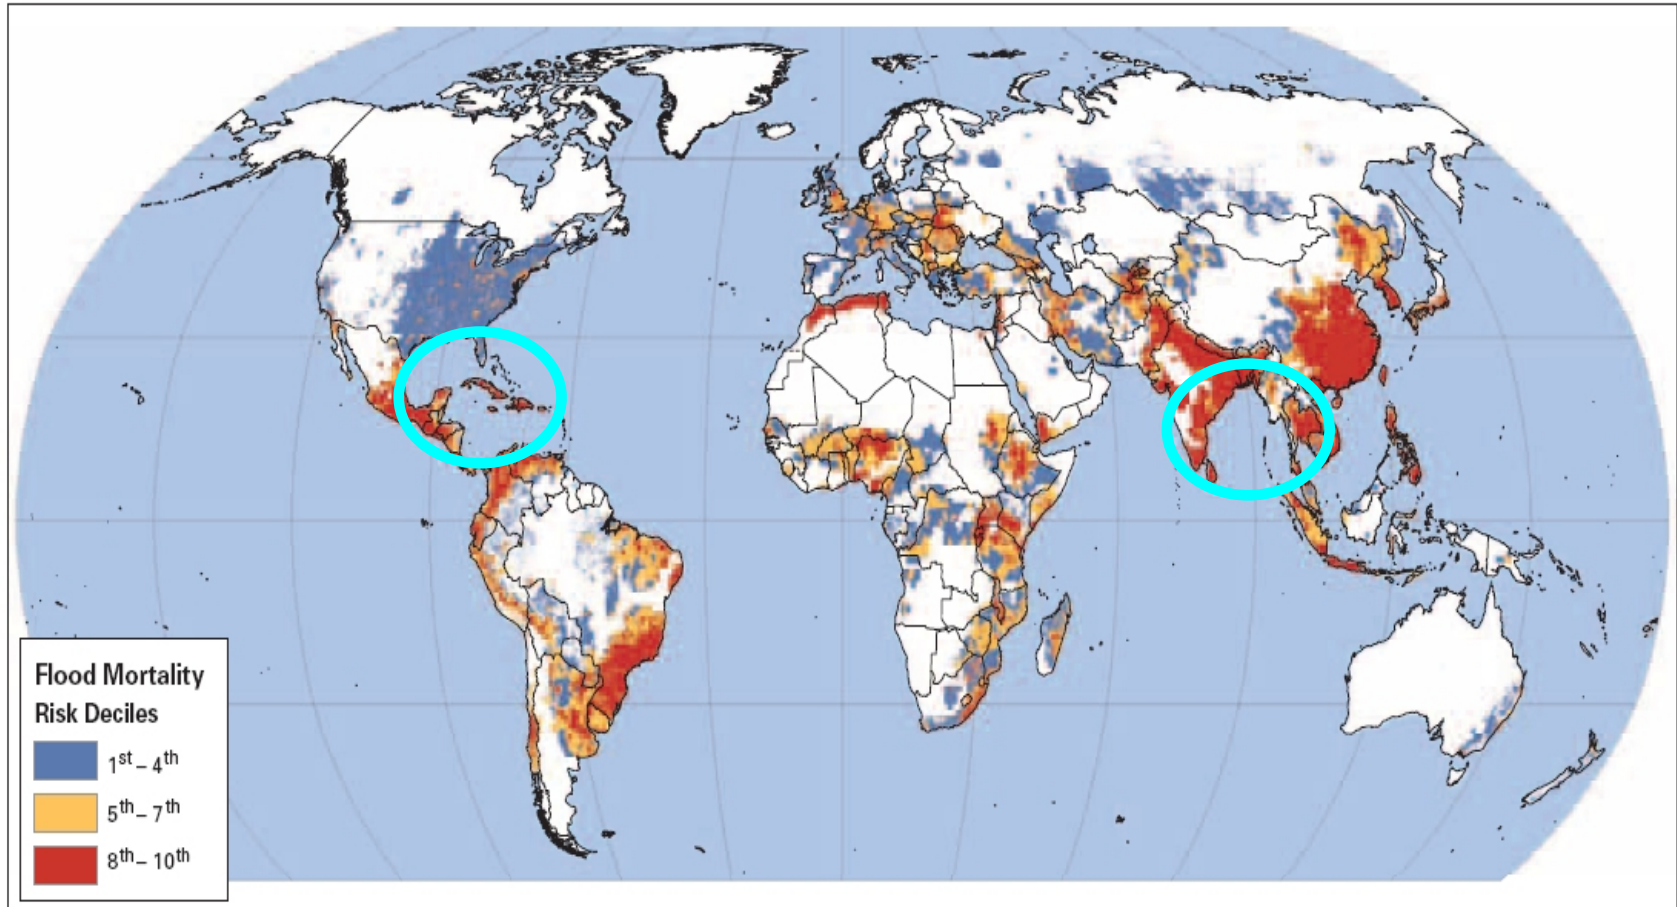 Flood Mortality
Risk Deciles
1st – 4th
5th – 7th
8th – 10th